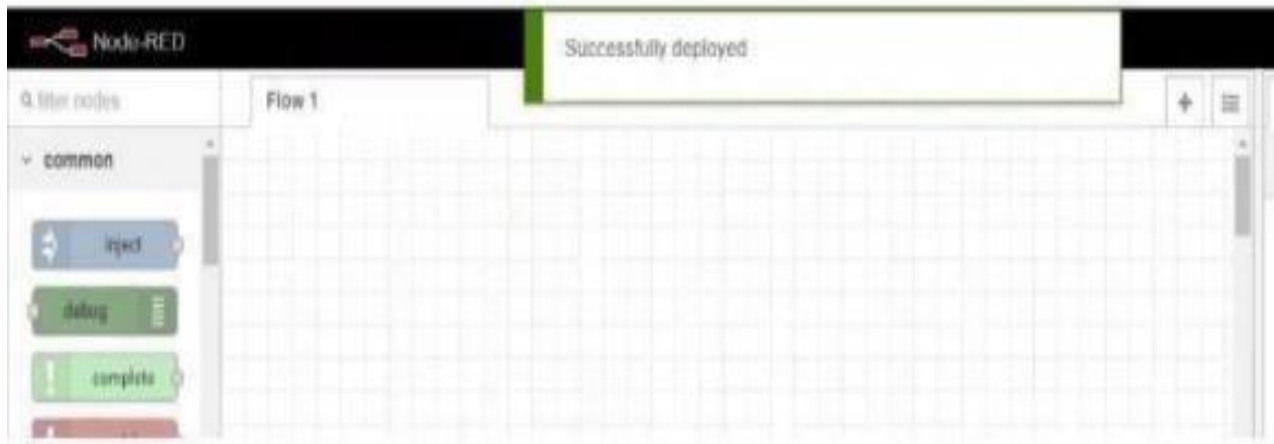 Node-RED
Successfully deployed
filter nodes
Flow 1
common
inject
debug
complete